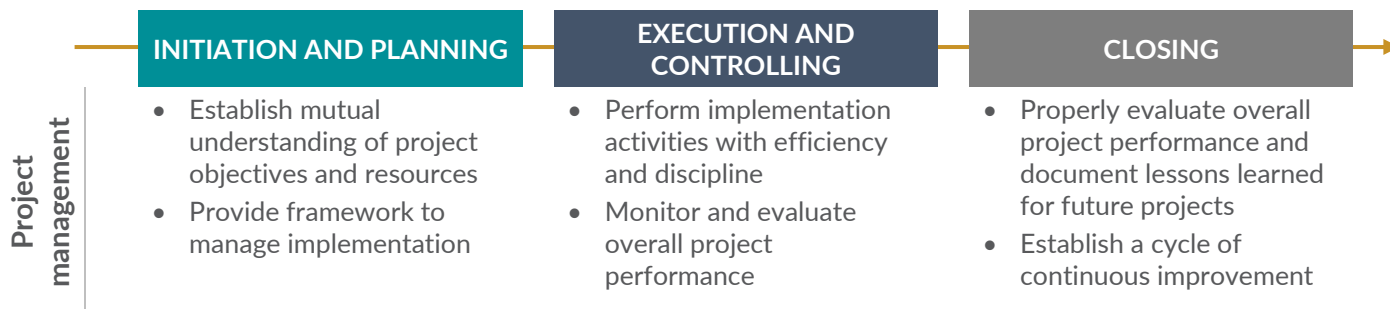 INITIATION AND PLANNING
EXECUTION AND
CONTROLLING
CLOSING
Project
management
• Establish mutual
understanding of project
objectives and resources
• Provide framework to
manage implementation
• Perform implementation
activities with efficiency
and discipline
• Monitor and evaluate
overall project
performance
• Properly evaluate overall
project performance and
document lessons learned
for future projects
• Establish a cycle of
continuous improvement